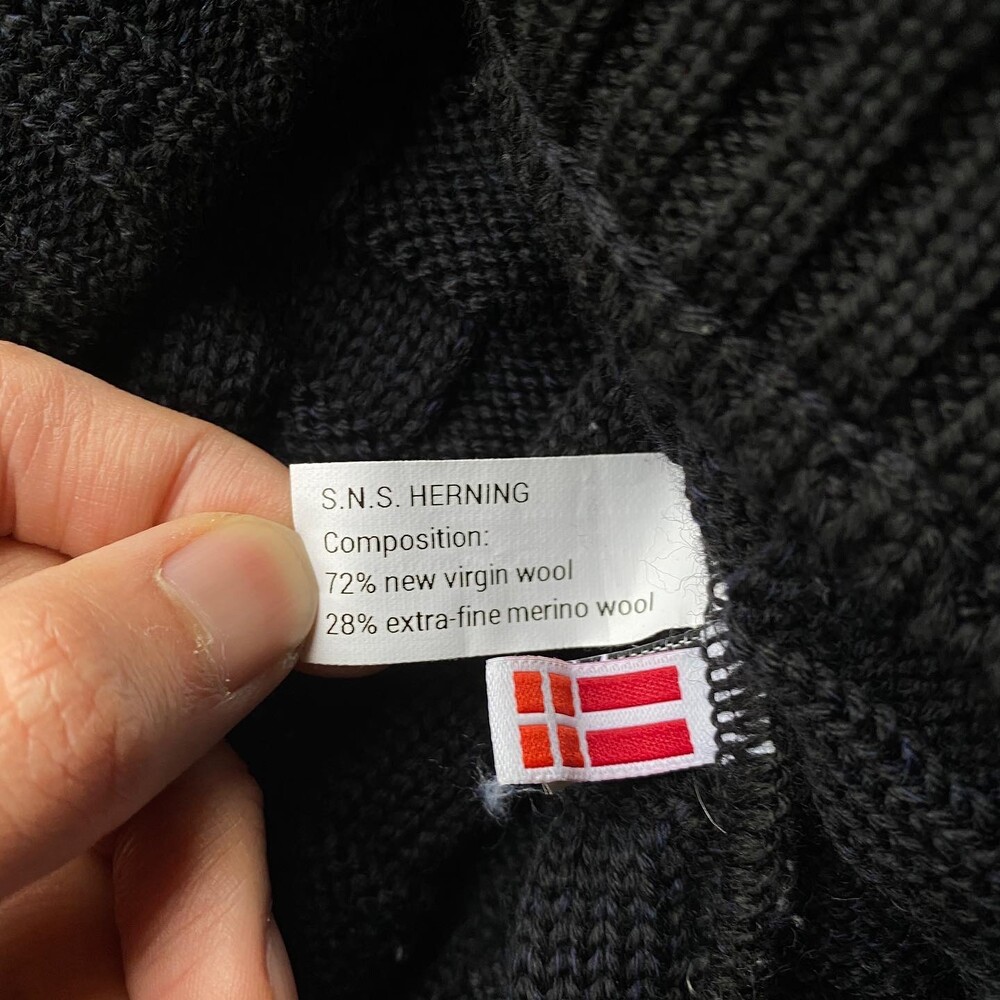 S.N.S. HERNING
Composition:
72% new virgin wool
28% extra-fine merino wool